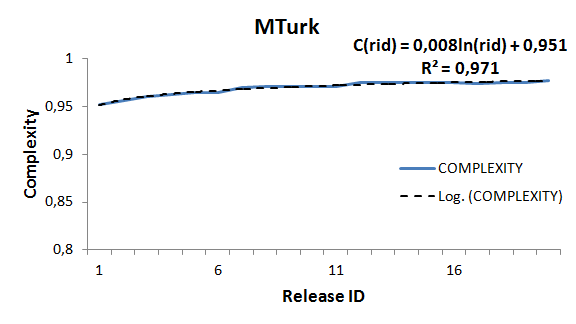 MTurk
C(rid) = 0,008ln(rid) + 0,951
R² = 0,971
1
0,95
0,9
0,85
0,8
Complexity
COMPLEXITY
Log. (COMPLEXITY)
1 6 11 16
Release ID